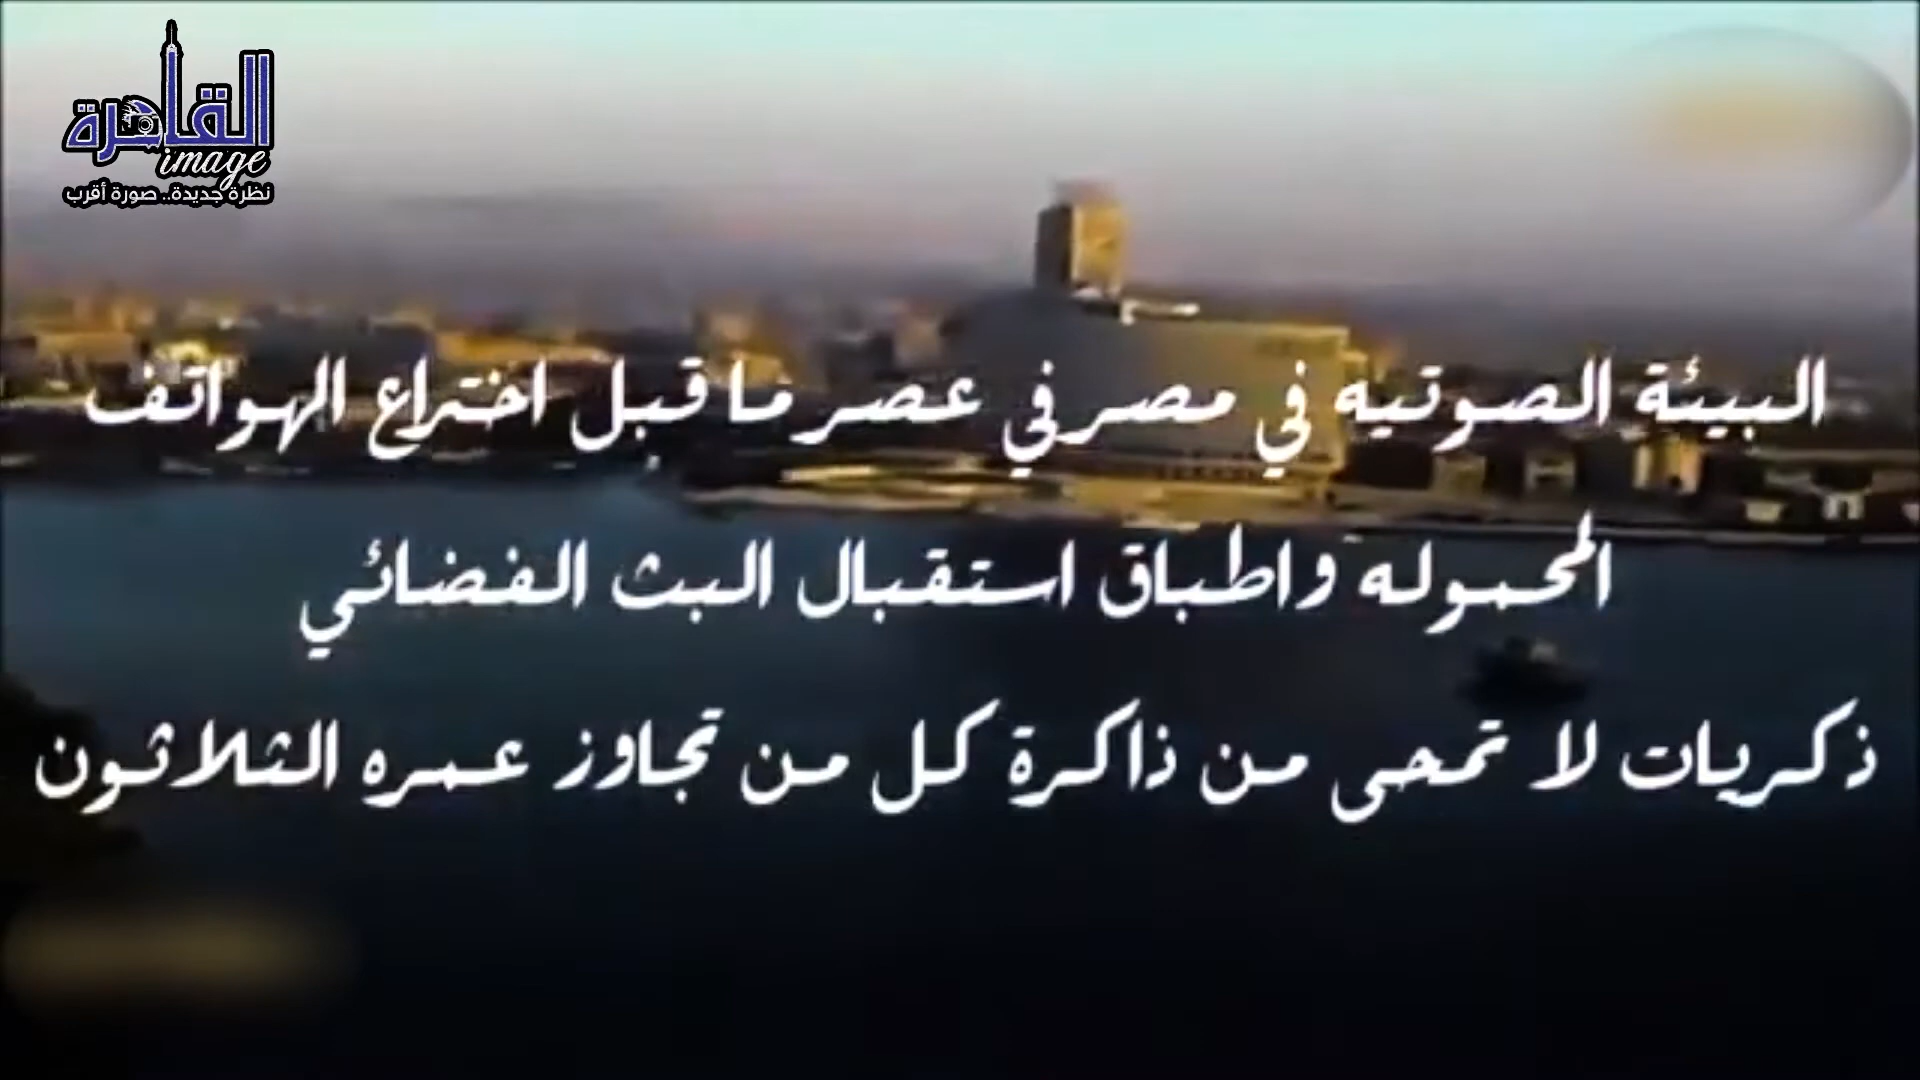 القاهرة
image
نظرة جديدة.. صورة أقرب
البيئة الصوتيه في مصر في عصر ما قبل اختراع الهواتف
المحموله واطباق استقبال البث الفضائي
ذكريات لا تمحى من ذاكرة كل من تجاوز عمره الثلاثون